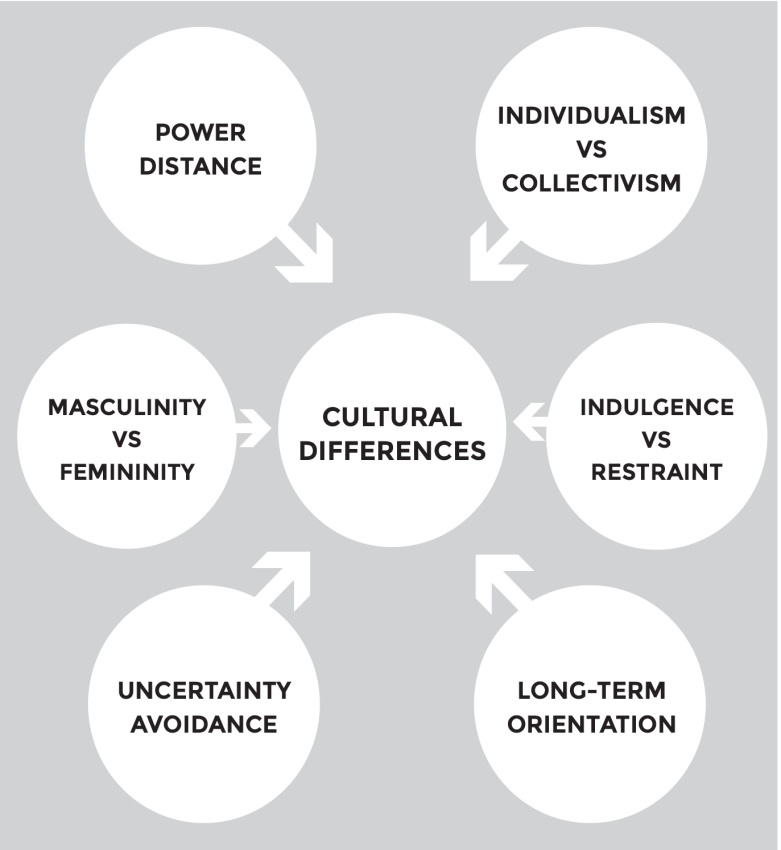 POWER
DISTANCE
INDIVIDUALISM
VS
COLLECTIVISM
MASCULINITY
VS
FEMININITY
CULTURAL
DIFFERENCES
INDULGENCE
VS
RESTRAINT
UNCERTAINTY
AVOIDANCE
LONG-TERM
ORIENTATION